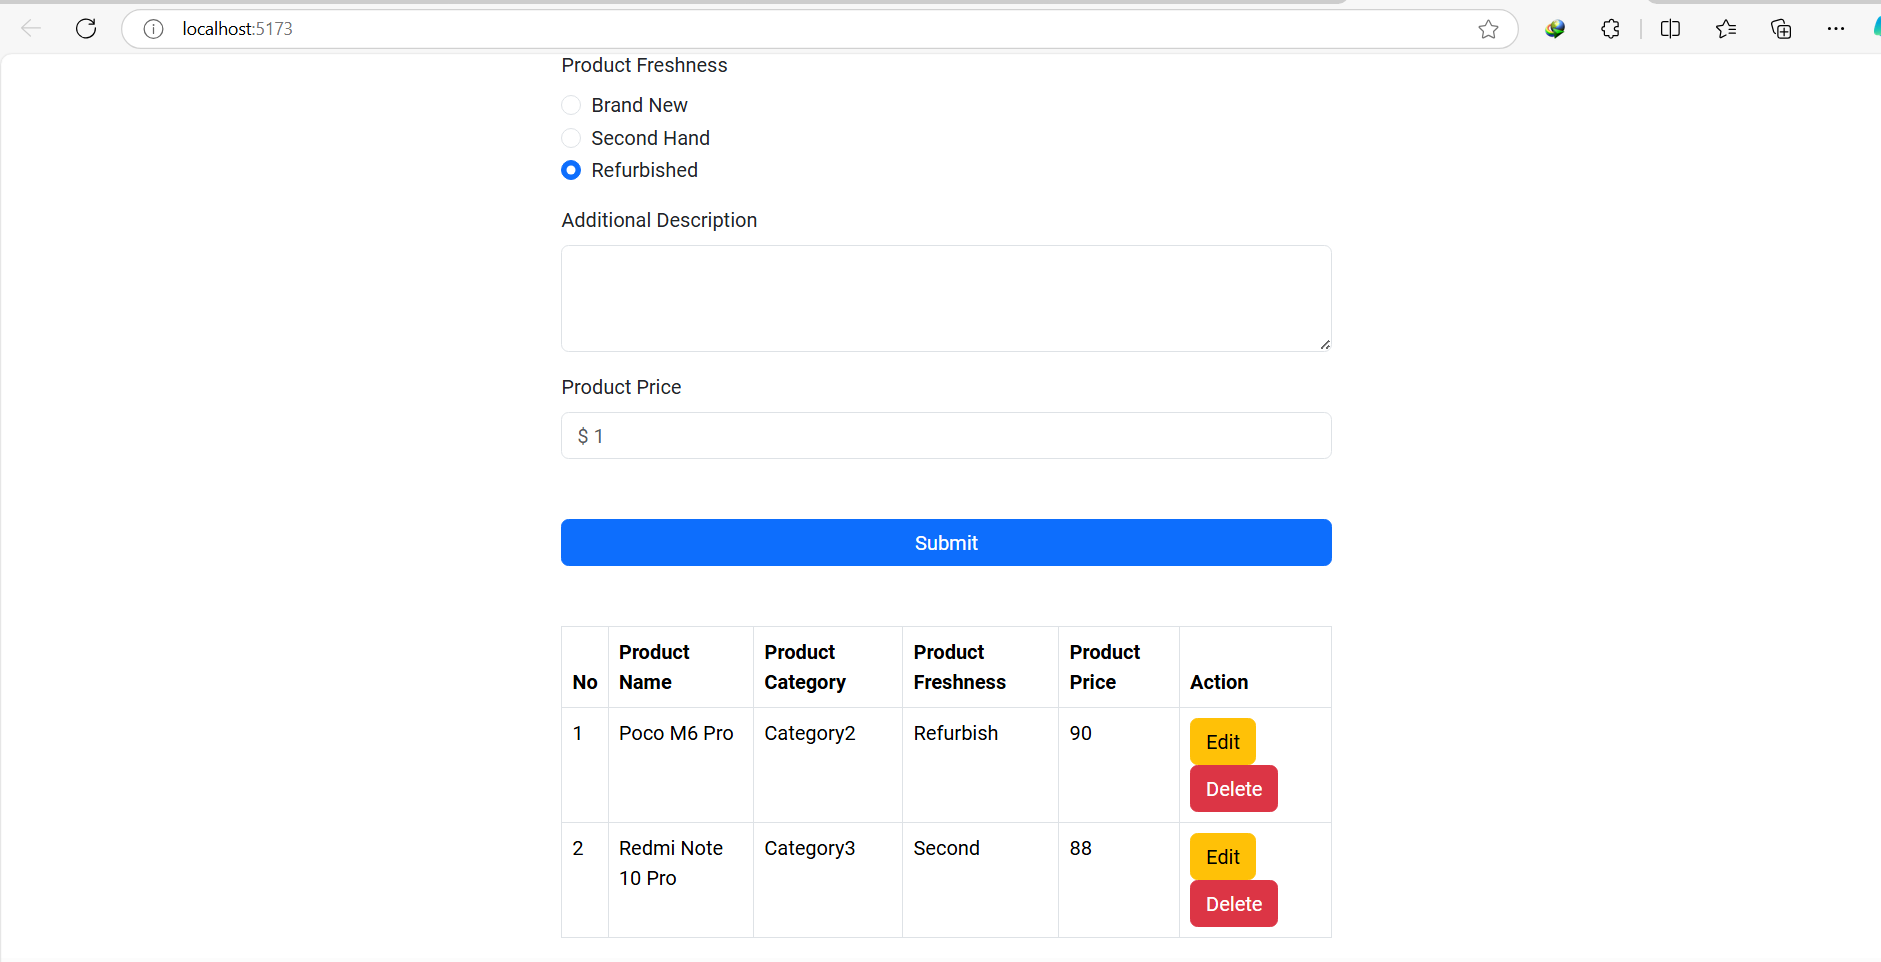 localhost:5173
Product Freshness
Brand New
Second Hand
Refurbished
Additional Description
Product Price
$ 1
Submit
No Product Name Product Category Product Freshness Product Price Action
1 Poco M6 Pro Category2 Refurbish 90 Edit
Delete
2 Redmi Note 10 Pro Category3 Second 88 Edit
Delete